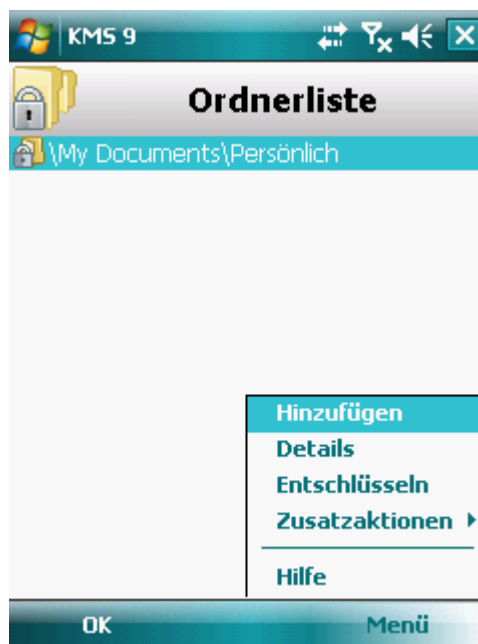 KMS 9
Ordnerliste
\My Documents\Persönlich
Hinzufügen
Details
Entschlüsseln
Zusatzaktionen
Hilfe
OK
Menü